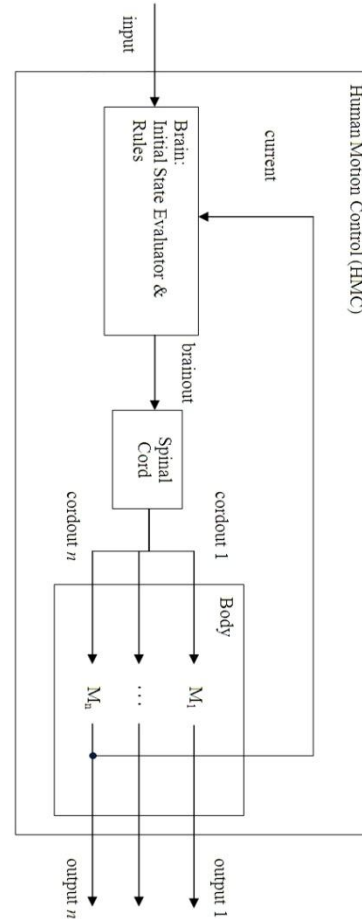 Human Motion Control (HMC)
current
input
Brain:
Initial State Evaluator &
Rules
brainout
Spinal
Cord
cordout 1
cordout n
Body
M₁
...
Mₙ
output 1
output n